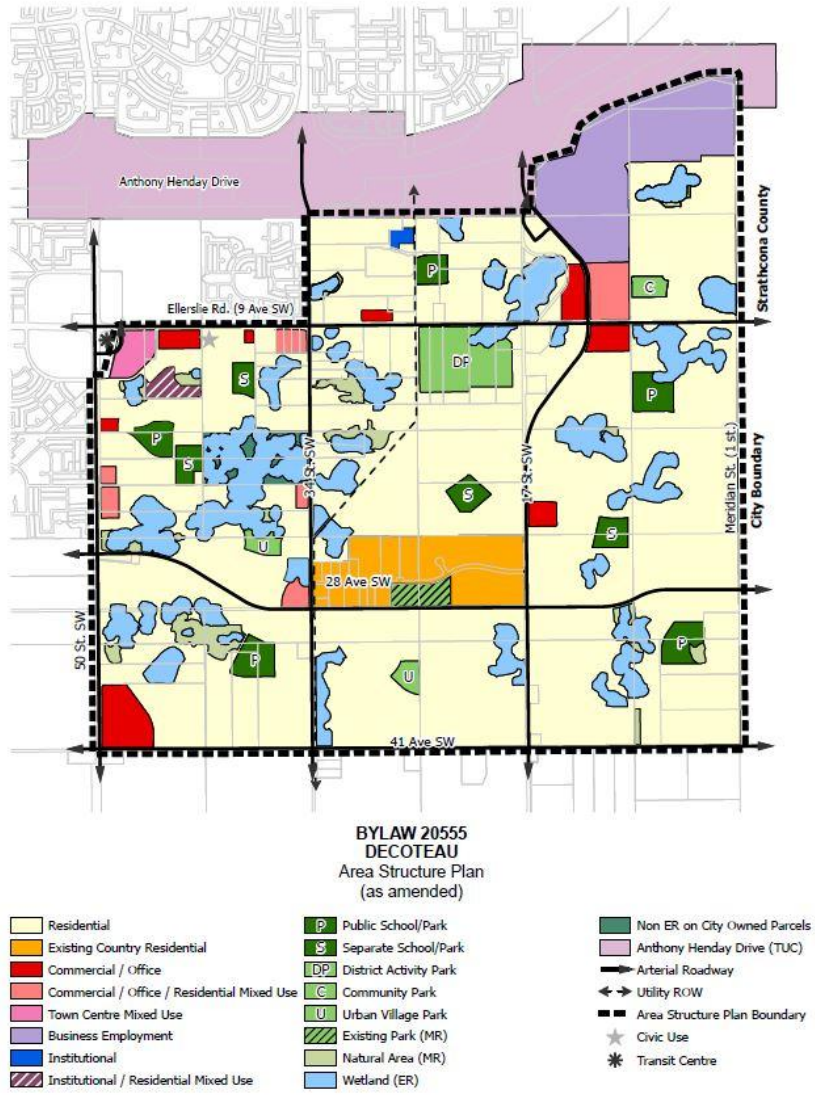 Anthony Henday Drive
Strathcona County
P
C
Ellerslie Rd. (9 Ave SW)
DP
S
P
P
S
34 St. SW
17 St. SW
Meridian St. (1 st.)
City Boundary
S
S
U
28 Ave SW
50 St. SW
P
P
U
41 Ave SW
BYLAW 20555
DECOTEAU
Area Structure Plan
(as amended)
Residential
Existing Country Residential
Commercial / Office
Commercial / Office / Residential Mixed Use
Town Centre Mixed Use
Business Employment
Institutional
Institutional / Residential Mixed Use
P Public School/Park
S Separate School/Park
DP District Activity Park
C Community Park
U Urban Village Park
Existing Park (MR)
Natural Area (MR)
Wetland (ER)
Non ER on City Owned Parcels
Anthony Henday Drive (TUC)
Arterial Roadway
Utility ROW
Area Structure Plan Boundary
Civic Use
Transit Centre